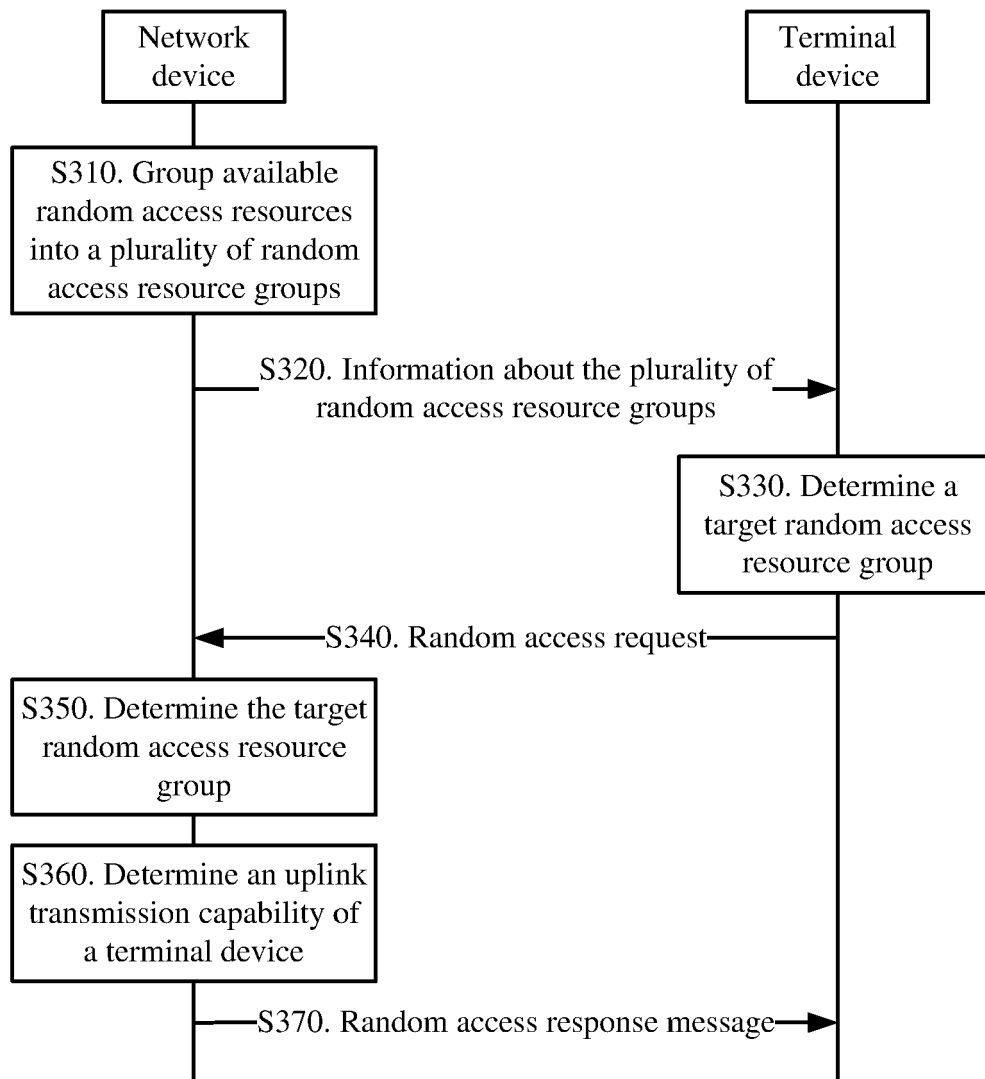 Network
device
Terminal
device
S310. Group available
random access resources
into a plurality of random
access resource groups
S320. Information about the plurality of
random access resource groups
S330. Determine a
target random access
resource group
S340. Random access request
S350. Determine the target
random access resource
group
S360. Determine an uplink
transmission capability of
a terminal device
S370. Random access response message